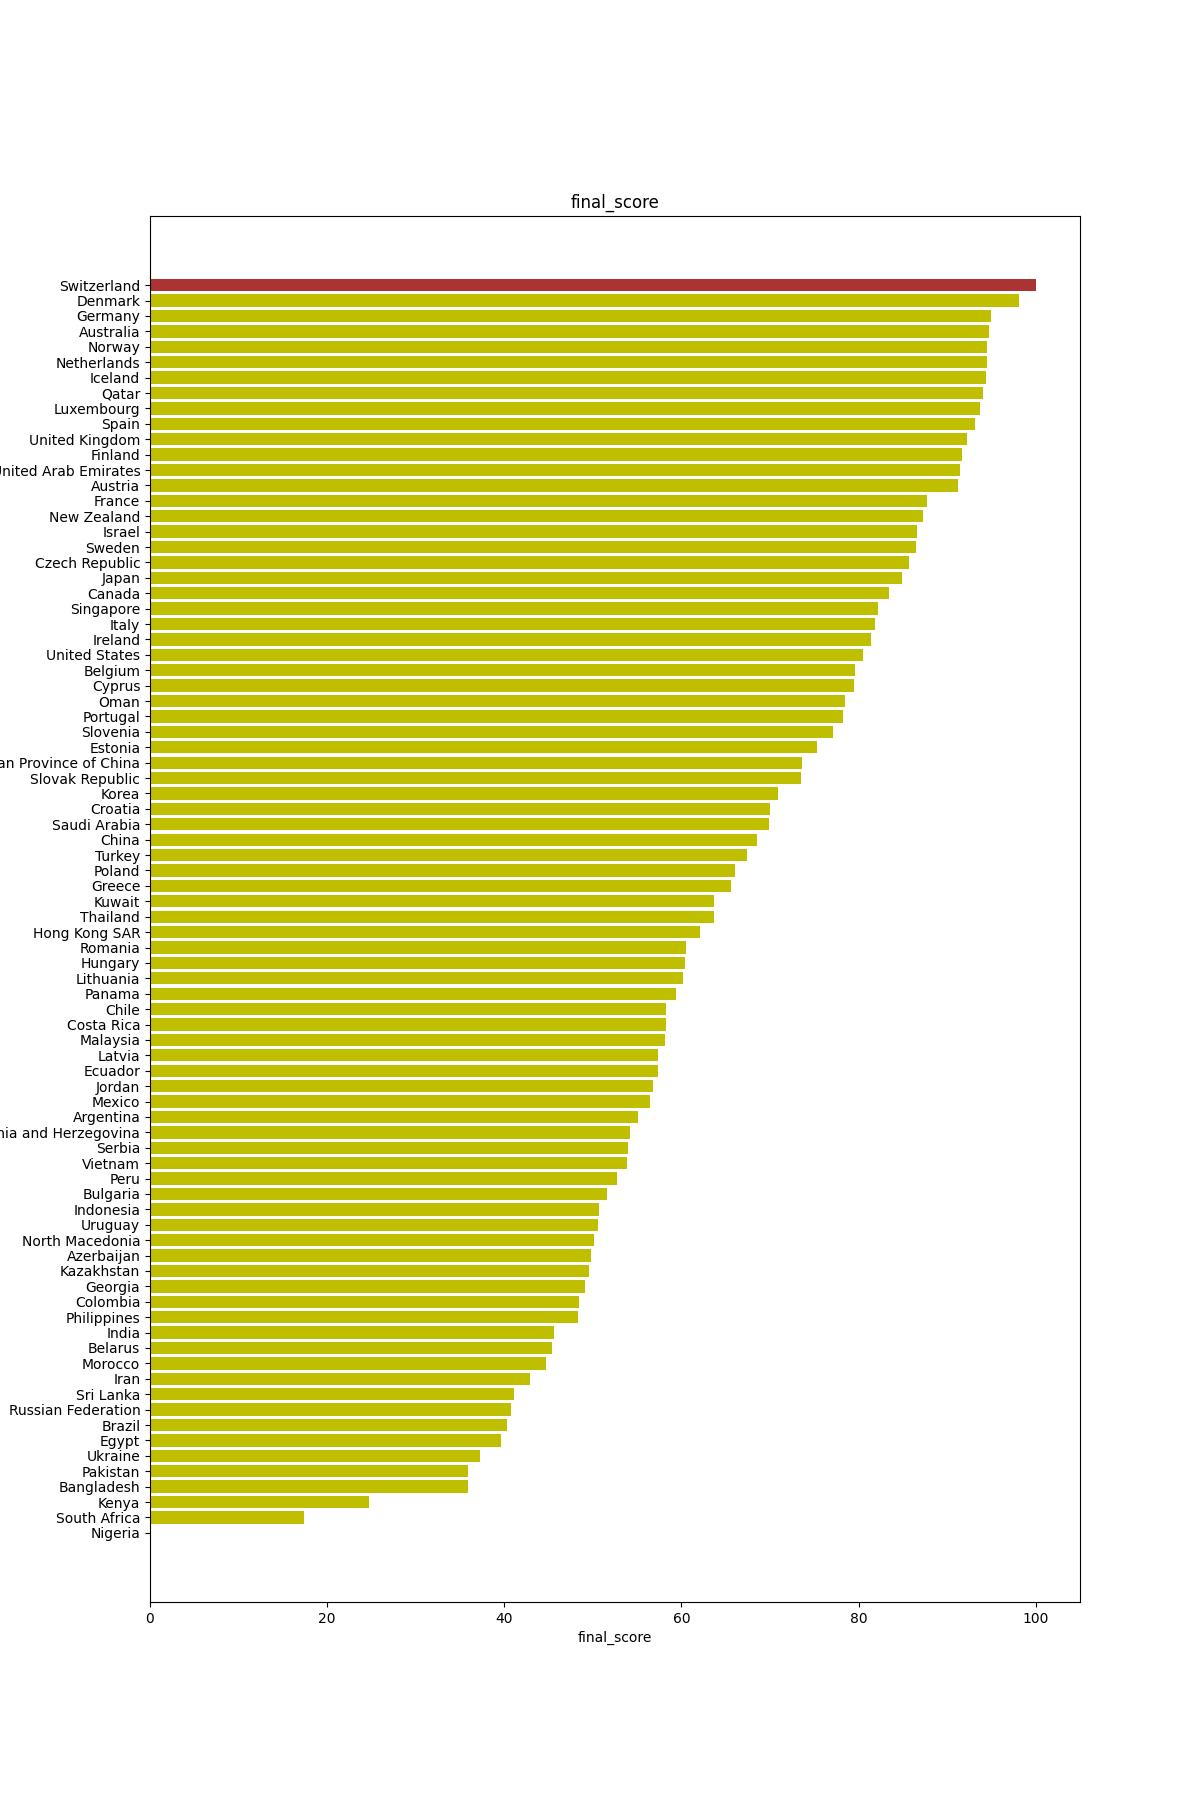 final_score
Switzerland
Denmark
Germany
Australia
Norway
Netherlands
Iceland
Qatar
Luxembourg
Spain
United Kingdom
Finland
United Arab Emirates
Austria
France
New Zealand
Israel
Sweden
Czech Republic
Japan
Canada
Singapore
Italy
Ireland
United States
Belgium
Cyprus
Oman
Portugal
Slovenia
Estonia
an Province of China
Slovak Republic
Korea
Croatia
Saudi Arabia
China
Turkey
Poland
Greece
Kuwait
Thailand
Hong Kong SAR
Romania
Hungary
Lithuania
Panama
Chile
Costa Rica
Malaysia
Latvia
Ecuador
Jordan
Mexico
Argentina
nia and Herzegovina
Serbia
Vietnam
Peru
Bulgaria
Indonesia
Uruguay
North Macedonia
Azerbaijan
Kazakhstan
Georgia
Colombia
Philippines
India
Belarus
Morocco
Iran
Sri Lanka
Russian Federation
Brazil
Egypt
Ukraine
Pakistan
Bangladesh
Kenya
South Africa
Nigeria
0 20 40 60 80 100
final_score